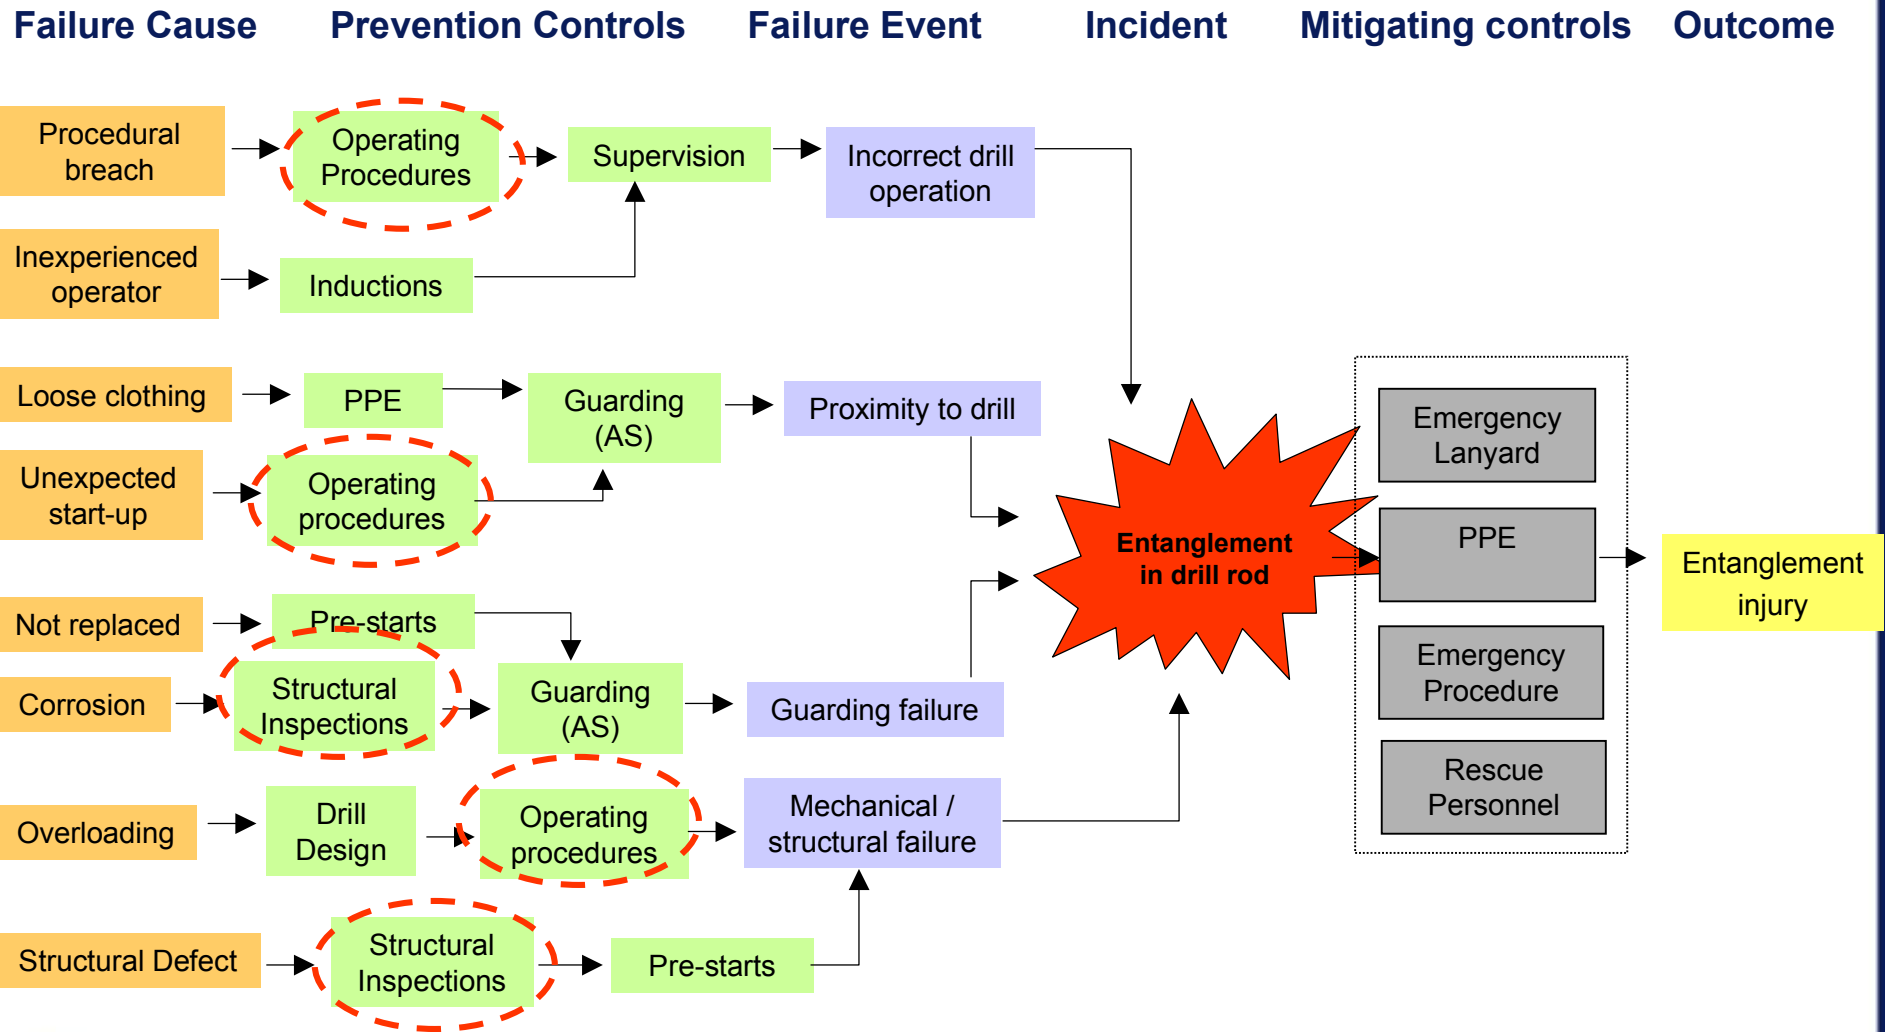 Failure Cause
Prevention Controls
Failure Event
Incident
Mitigating controls
Outcome
Procedural
breach
Operating
Procedures
Supervision
Incorrect drill
operation
Inexperienced
operator
Inductions
Loose clothing
PPE
Guarding
(AS)
Proximity to drill
Unexpected
start-up
Operating
procedures
Not replaced
Pre-starts
Corrosion
Structural
Inspections
Guarding
(AS)
Guarding failure
Overloading
Drill
Design
Operating
procedures
Mechanical /
structural failure
Structural Defect
Structural
Inspections
Pre-starts
Entanglement
in drill rod
Emergency
Lanyard
PPE
Emergency
Procedure
Rescue
Personnel
Entanglement
injury